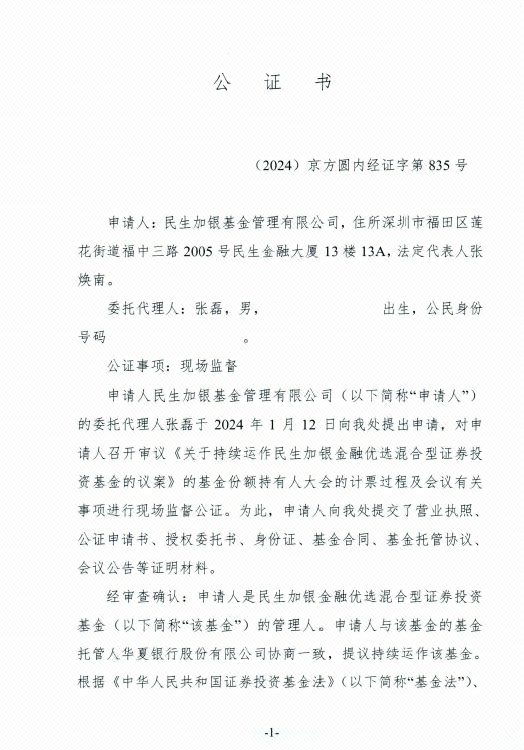 公 证 书
（2024）京方圆内经证字第 835 号
申请人：民生加银基金管理有限公司，住所深圳市福田区莲
花街道福中三路 2005 号民生金融大厦 13 楼 13A，法定代表人张
焕南。
委托代理人：张磊，男， 出生，公民身份
号码 。
公证事项：现场监督
申请人民生加银基金管理有限公司（以下简称“申请人”）
的委托代理人张磊于 2024 年 1 月 12 日向我处提出申请，对申
请人召开审议《关于持续运作民生加银金融优选混合型证券投
资基金的议案》的基金份额持有人大会的计票过程及会议有关
事项进行现场监督公证。为此，申请人向我处提交了营业执照、
公证申请书、授权委托书、身份证、基金合同、基金托管协议、
会议公告等证明材料。
经审查确认：申请人是民生加银金融优选混合型证券投资
基金（以下简称“该基金”）的管理人。申请人与该基金的基金
托管人华夏银行股份有限公司协商一致，提议持续运作该基金。
根据《中华人民共和国证券投资基金法》（以下简称“基金法”）、
-1-